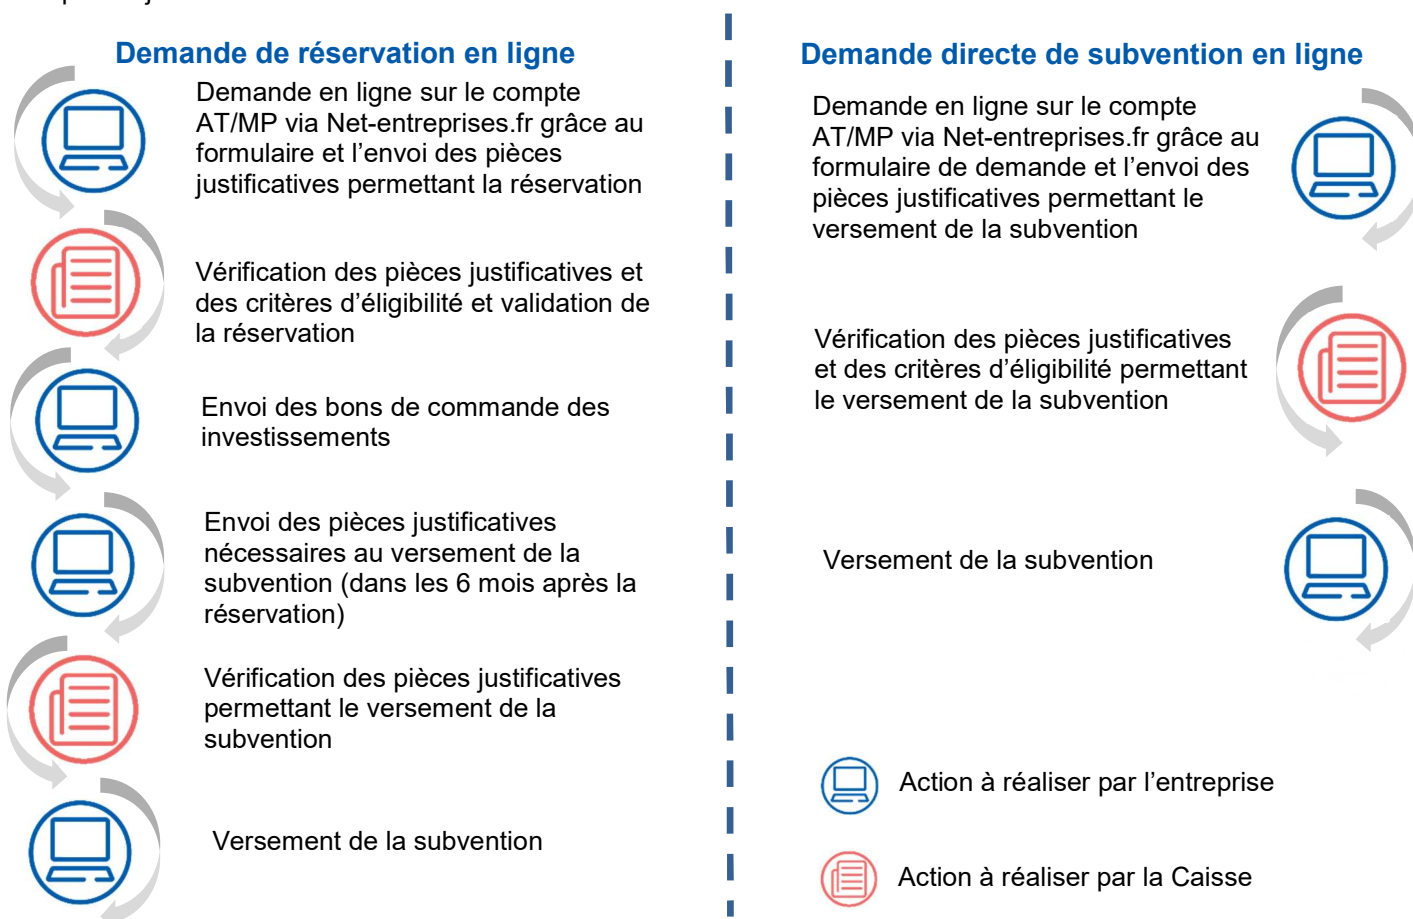 Demande de réservation en ligne
Demande en ligne sur le compte
AT/MP via Net-entreprises.fr grâce au
formulaire et l’envoi des pièces
justificatives permettant la réservation
Vérification des pièces justificatives et
des critères d’éligibilité et validation de
la réservation
Envoi des bons de commande des
investissements
Envoi des pièces justificatives
nécessaires au versement de la
subvention (dans les 6 mois après la
réservation)
Vérification des pièces justificatives
permettant le versement de la
subvention
Versement de la subvention
Demande directe de subvention en ligne
Demande en ligne sur le compte
AT/MP via Net-entreprises.fr grâce au
formulaire de demande et l’envoi des
pièces justificatives permettant le
versement de la subvention
Vérification des pièces justificatives
et des critères d’éligibilité permettant
le versement de la subvention
Versement de la subvention
Action à réaliser par l’entreprise
Action à réaliser par la Caisse